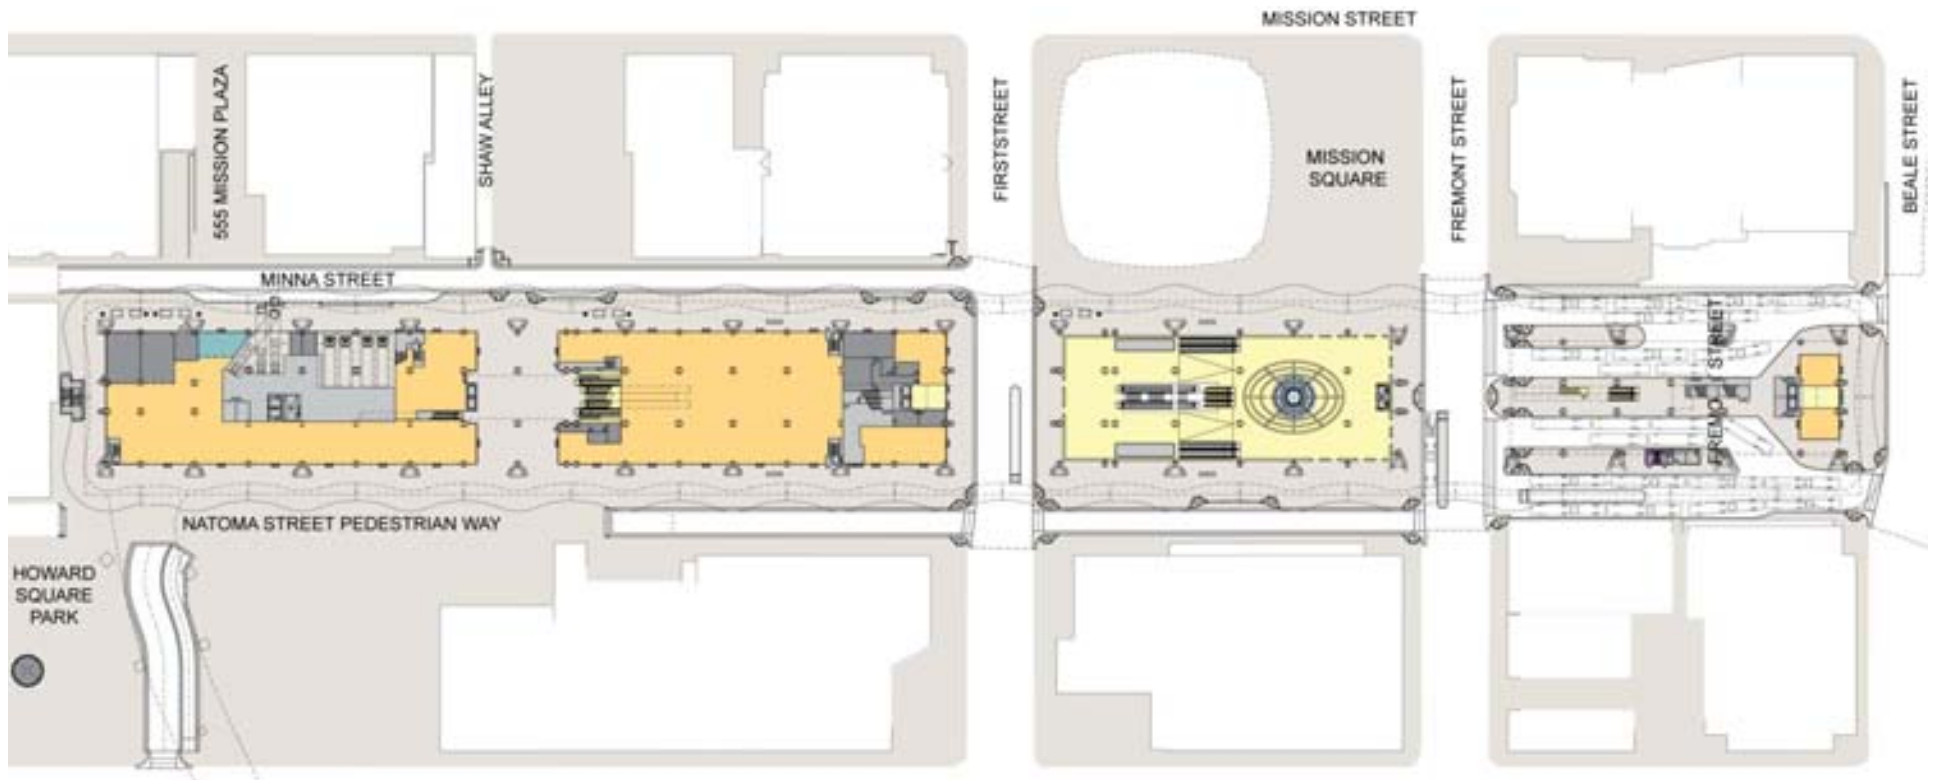 MISSION STREET
555 MISSION PLAZA
SHAW ALLEY
FIRSTSTREET
MISSION
SQUARE
FREMONT STREET
BEALE STREET
MINNA STREET
FREMO T STREET
NATOMA STREET PEDESTRIAN WAY
HOWARD
SQUARE
PARK